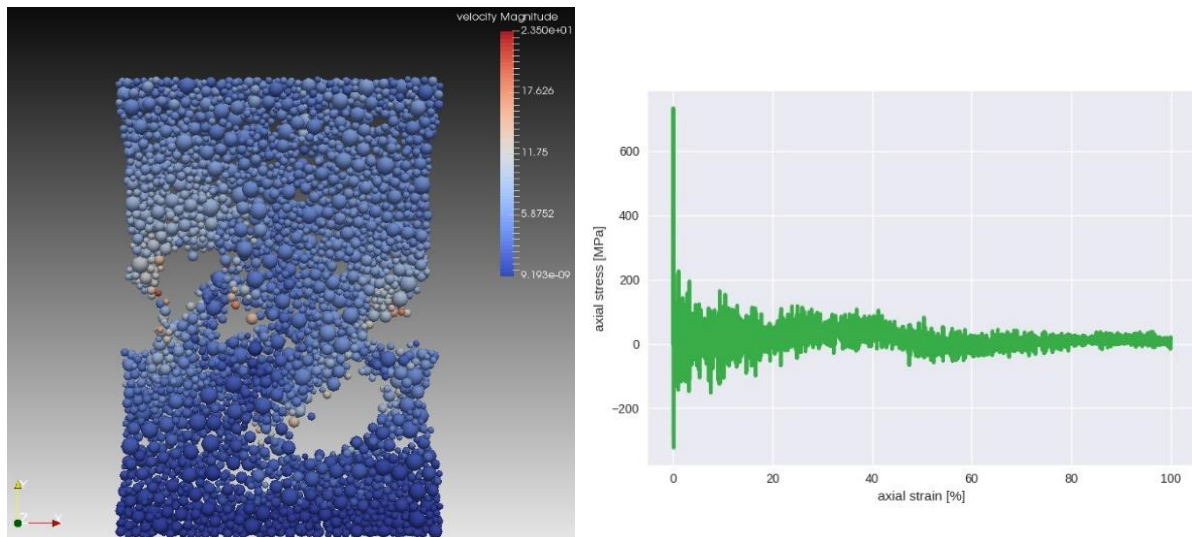 velocity Magnitude
2.350e+01
17.626
11.75
5.8752
9.193e-09
Y
Z
X
600
400
200
0
−200
0 20 40 60 80 100
axial stress [MPa]
axial strain [%]